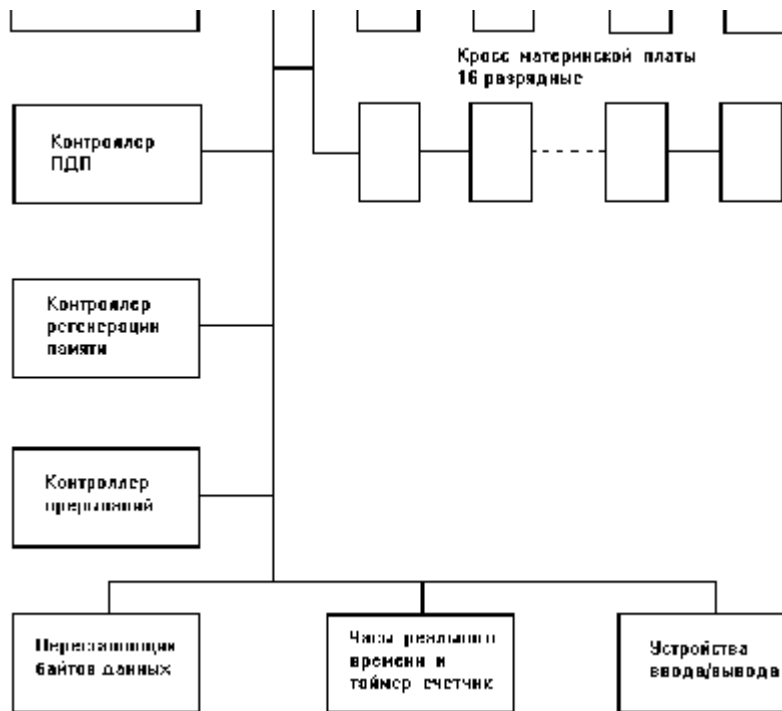 Кросс материнской платы
16 разрядные
Контроллер
ПДП
Контроллер
регенерации
памяти
Контроллер
прерываний
Перестановщик
байтов данных
Часы реального
времени и
таймер счетчик
Устройства
ввода/вывода